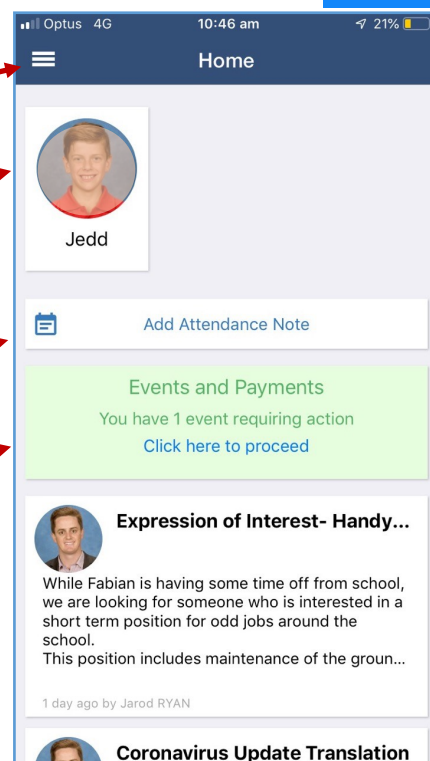 Optus 4G 10:46 am 21%
Home
Jedd
Add Attendance Note
Events and Payments
You have 1 event requiring action
Click here to proceed
Expression of Interest- Handy...
While Fabian is having some time off from school,
we are looking for someone who is interested in a
short term position for odd jobs around the
school.
This position includes maintenance of the groun...
1 day ago by Jarod RYAN
Coronavirus Update Translation